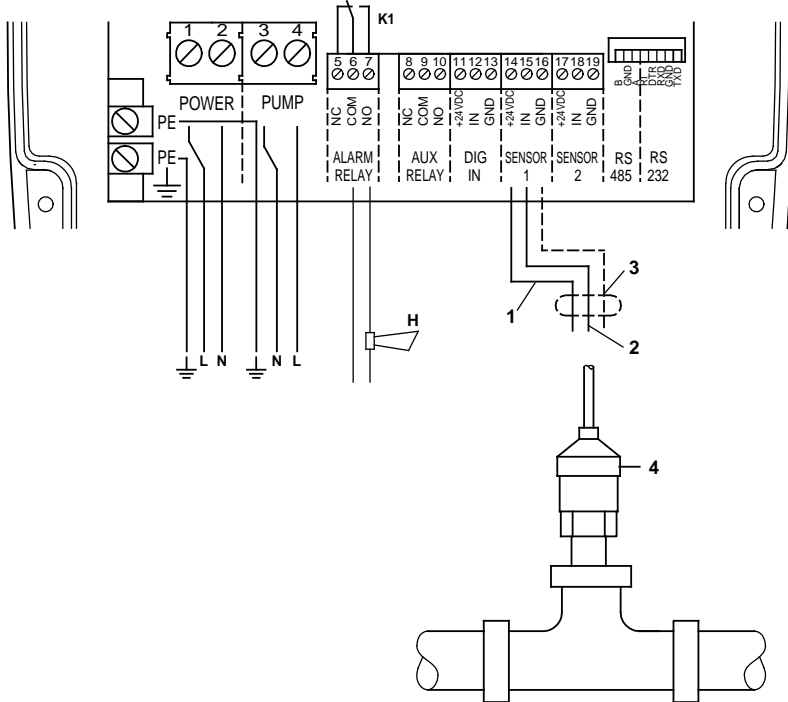 K1
1 2 3 4
5 6 7 8 9 10 11 12 13 14 15 16 17 18 19
B
GND
A
RI
DTR
RXD
GND
TXD
POWER PUMP
PE
PE
NC
COM
NO
NC
COM
NO
+24VDC
IN
GND
+24VDC
IN
GND
+24VDC
IN
GND
ALARM
RELAY
AUX
RELAY
DIG
IN
SENSOR
1
SENSOR
2
RS
485
RS
232
3
1
2
H
L N N L
4